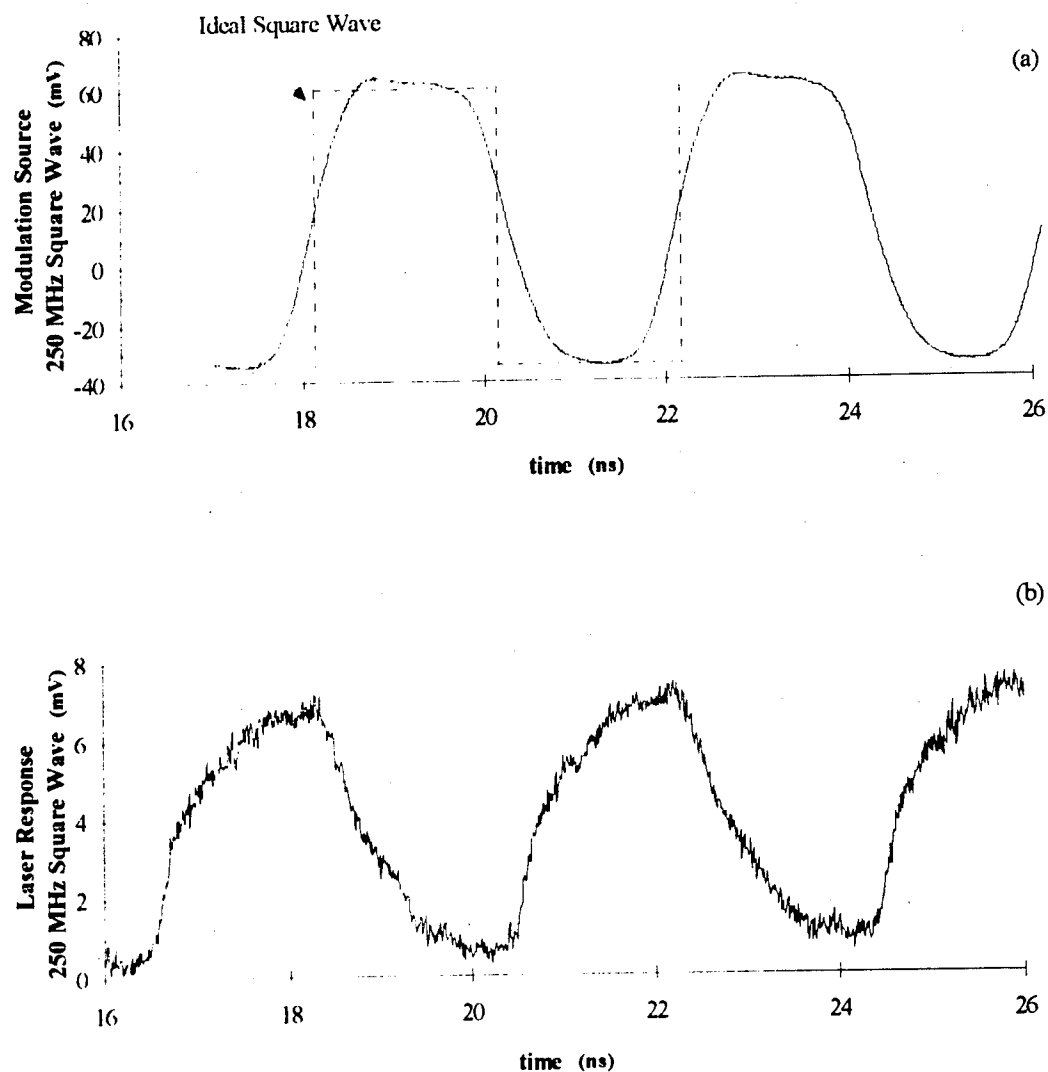 Ideal Square Wave
(a)
Modulation Source
250 MHz Square Wave (mV)
80
60
40
20
0
-20
-40
16
18
20
22
24
26
time (ns)
(b)
Laser Response
250 MHz Square Wave (mV)
8
6
4
2
0
16
18
20
22
24
26
time (ns)